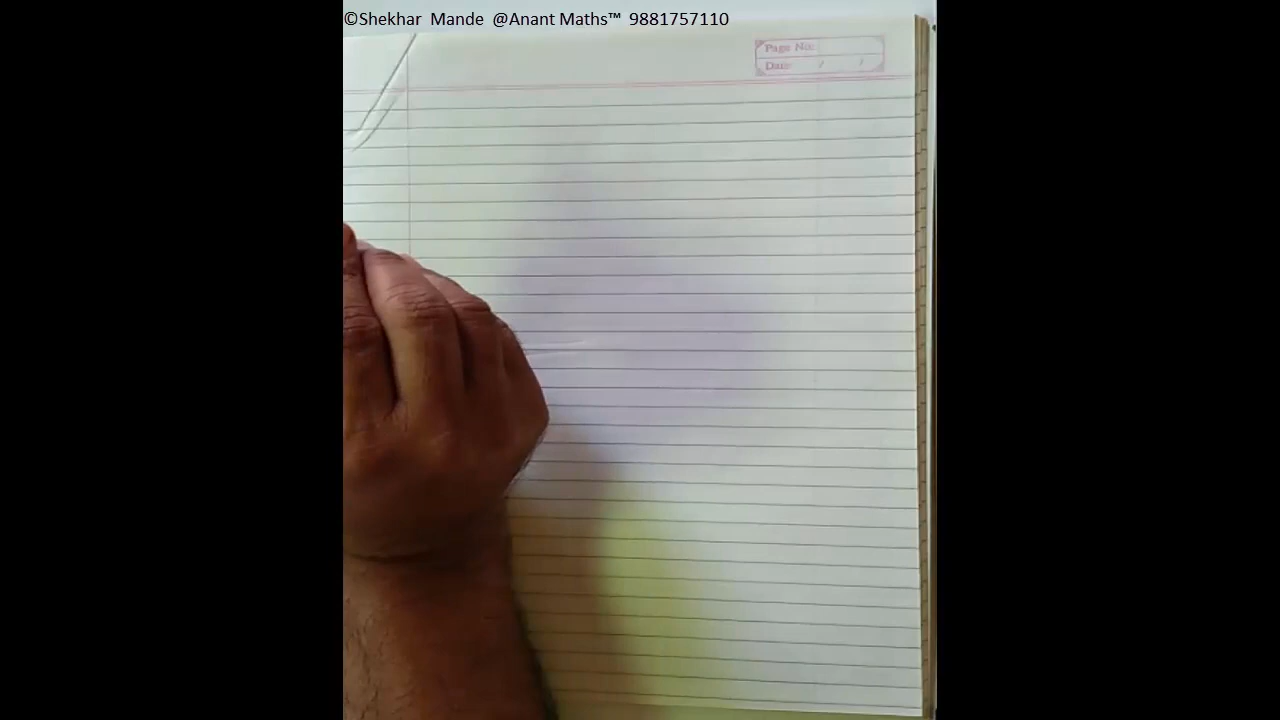 ©Shekhar Mande @Anant Maths™ 9881757110
Page No:
Date / /